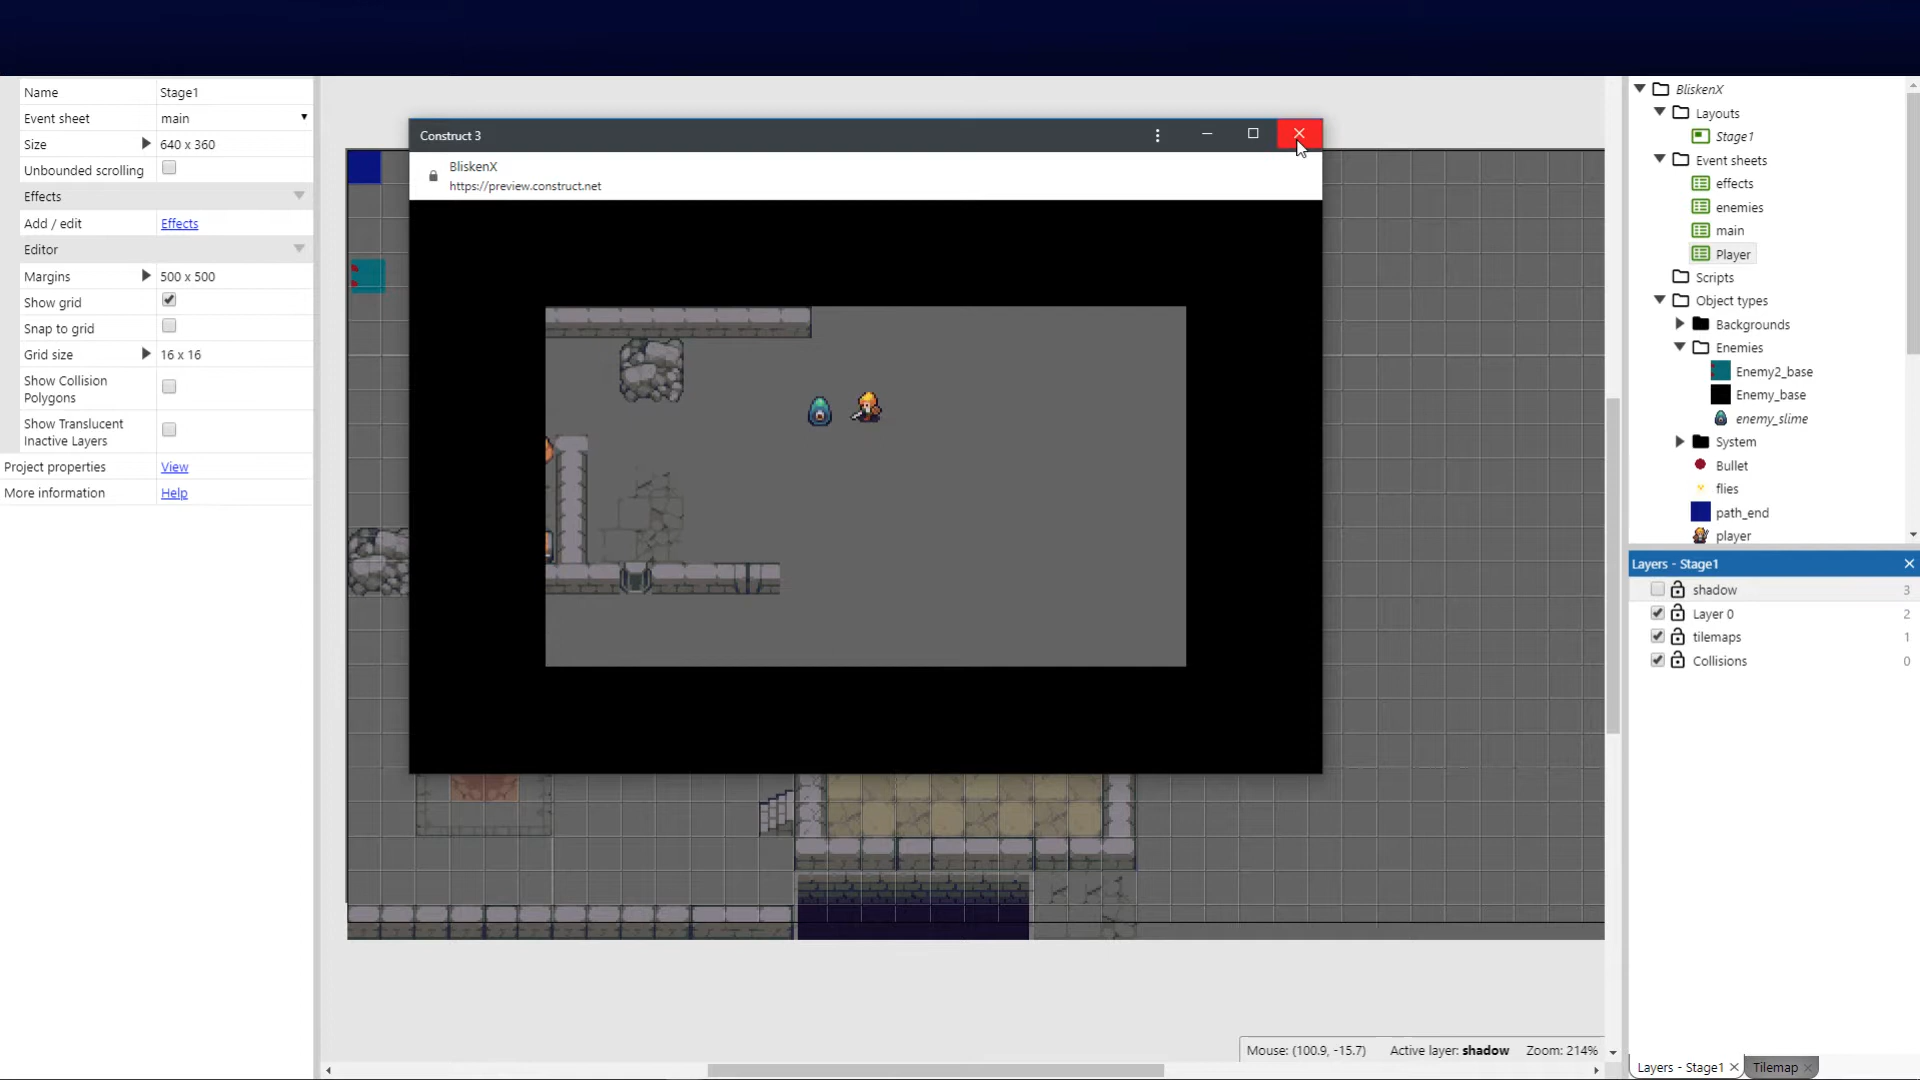 Name Stage1
Event sheet main
Size 640 x 360
Unbounded scrolling
Effects
Add / edit Effects
Editor
Margins 500 x 500
Show grid
Snap to grid
Grid size 16 x 16
Show Collision
Polygons
Show Translucent
Inactive Layers
Project properties View
More information Help
Construct 3
BliskenX
https://preview.construct.net
BliskenX
Layouts
Stage1
Event sheets
effects
enemies
main
Player
Scripts
Object types
Backgrounds
Enemies
Enemy2_base
Enemy_base
enemy_slime
System
Bullet
flies
path_end
player
Layers - Stage1
shadow 3
Layer 0 2
tilemaps 1
Collisions 0
Mouse: (100.9, -15.7) Active layer: shadow Zoom: 214%
Layers - Stage1 Tilemap